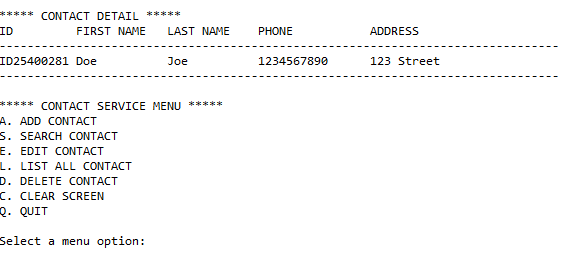 ***** CONTACT DETAIL *****
ID         FIRST NAME   LAST NAME    PHONE           ADDRESS
--------------------------------------------------------------------------------
ID25400281 Doe          Joe          1234567890      123 Street
--------------------------------------------------------------------------------
***** CONTACT SERVICE MENU *****
A. ADD CONTACT
S. SEARCH CONTACT
E. EDIT CONTACT
L. LIST ALL CONTACT
D. DELETE CONTACT
C. CLEAR SCREEN
Q. QUIT
Select a menu option: